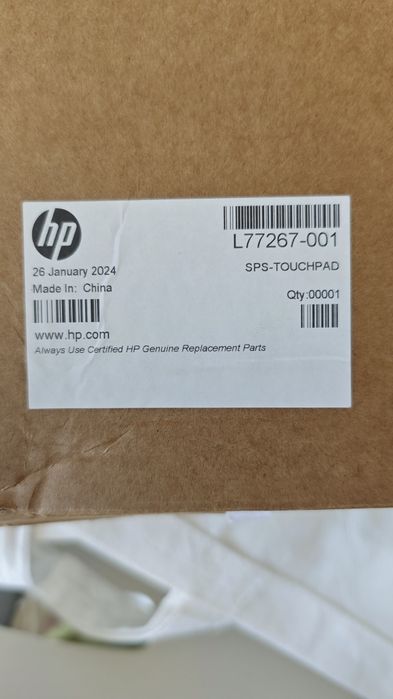 hp
L77267-001
26 January 2024
SPS-TOUCHPAD
Made In: China
Qty:00001
www.hp.com
Always Use Certified HP Genuine Replacement Parts